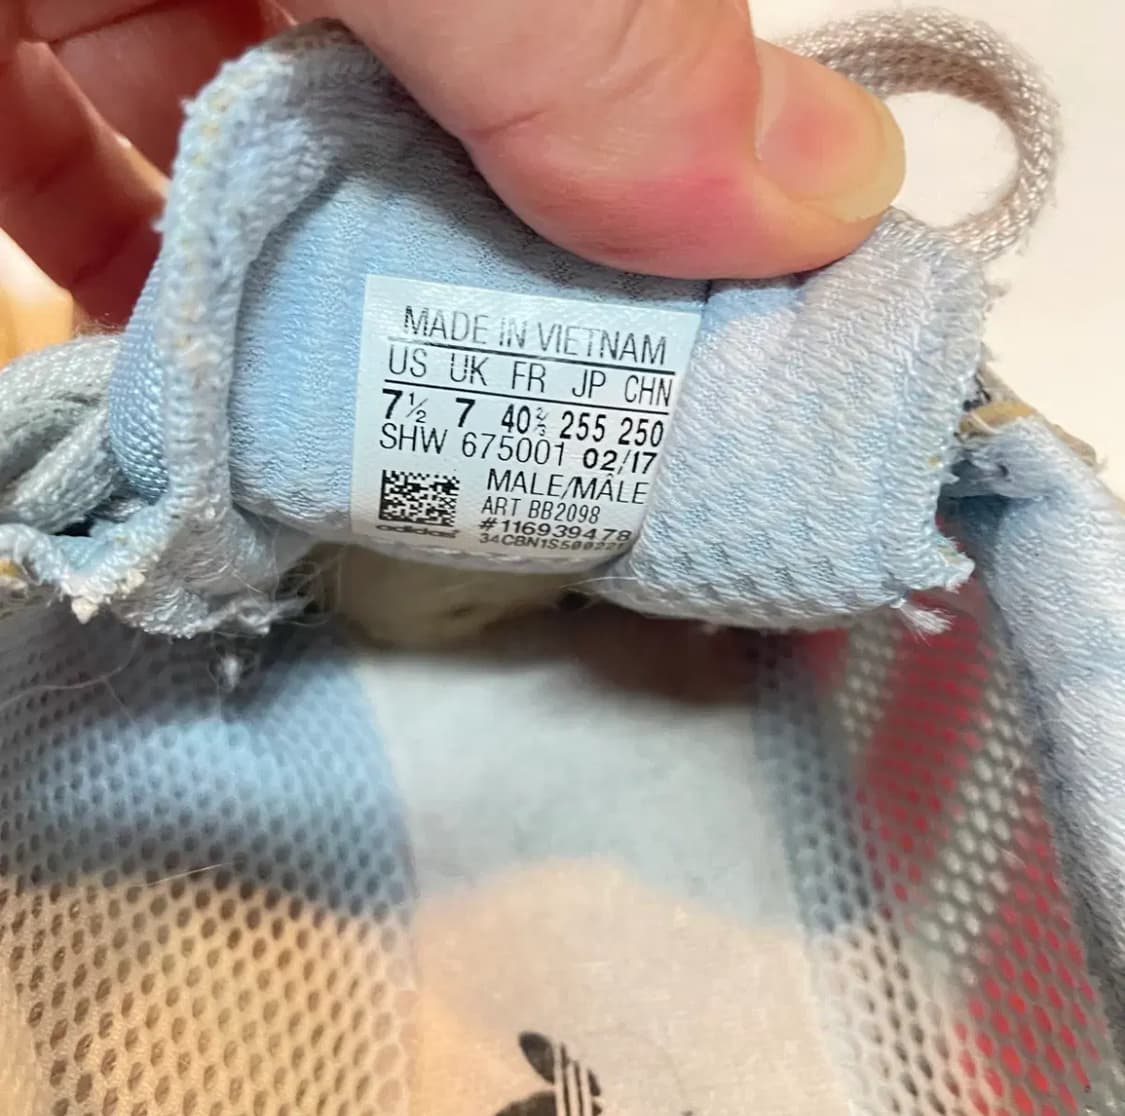 MADE IN VIETNAM
US UK FR JP CHN
7½ 7 40⅔ 255 250
SHW 675001 02/17
MALE/MÂLE
ART BB2098
#116939478
adidas